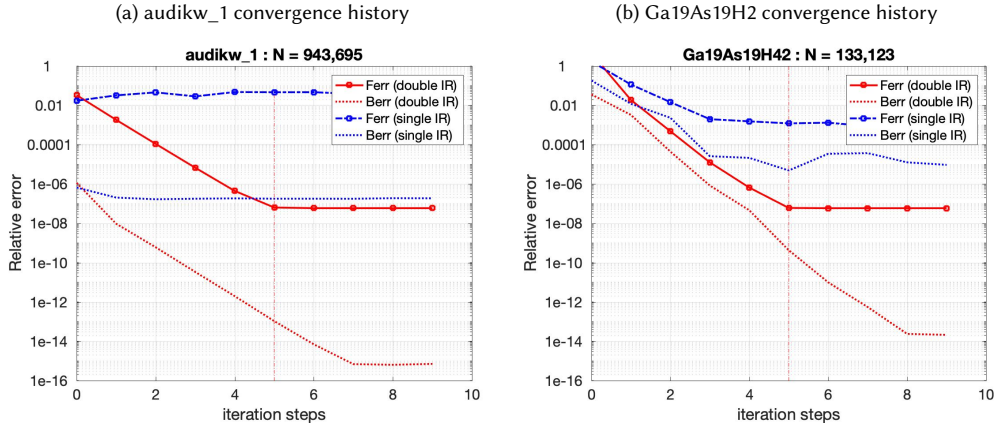 (a) audikw_1 convergence history
audikw_1 : N = 943,695
Relative error
1
0.01
0.0001
1e-06
1e-08
1e-10
1e-12
1e-14
1e-16
0 2 4 6 8 10
iteration steps
Ferr (double IR)
Berr (double IR)
Ferr (single IR)
Berr (single IR)
(b) Ga19As19H2 convergence history
Ga19As19H42 : N = 133,123
Relative error
1
0.01
0.0001
1e-06
1e-08
1e-10
1e-12
1e-14
1e-16
0 2 4 6 8 10
iteration steps
Ferr (double IR)
Berr (double IR)
Ferr (single IR)
Berr (single IR)